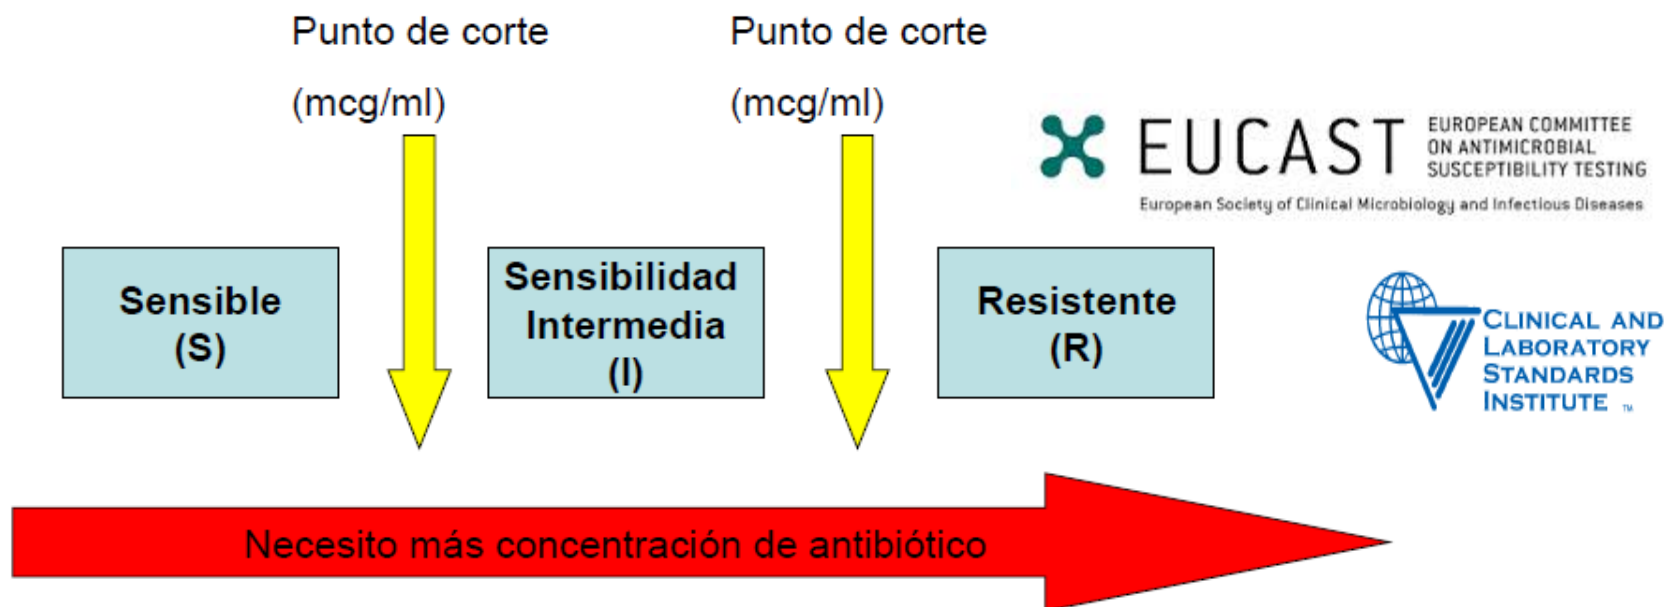 Punto de corte
(mcg/ml)
Punto de corte
(mcg/ml)
EUCAST
EUROPEAN COMMITTEE
ON ANTIMICROBIAL
SUSCEPTIBILITY TESTING
European Society of Clinical Microbiology and Infectious Diseases
Sensible
(S)
Sensibilidad
Intermedia
(I)
Resistente
(R)
CLINICAL AND
LABORATORY
STANDARDS
INSTITUTE ™
Necesito más concentración de antibiótico